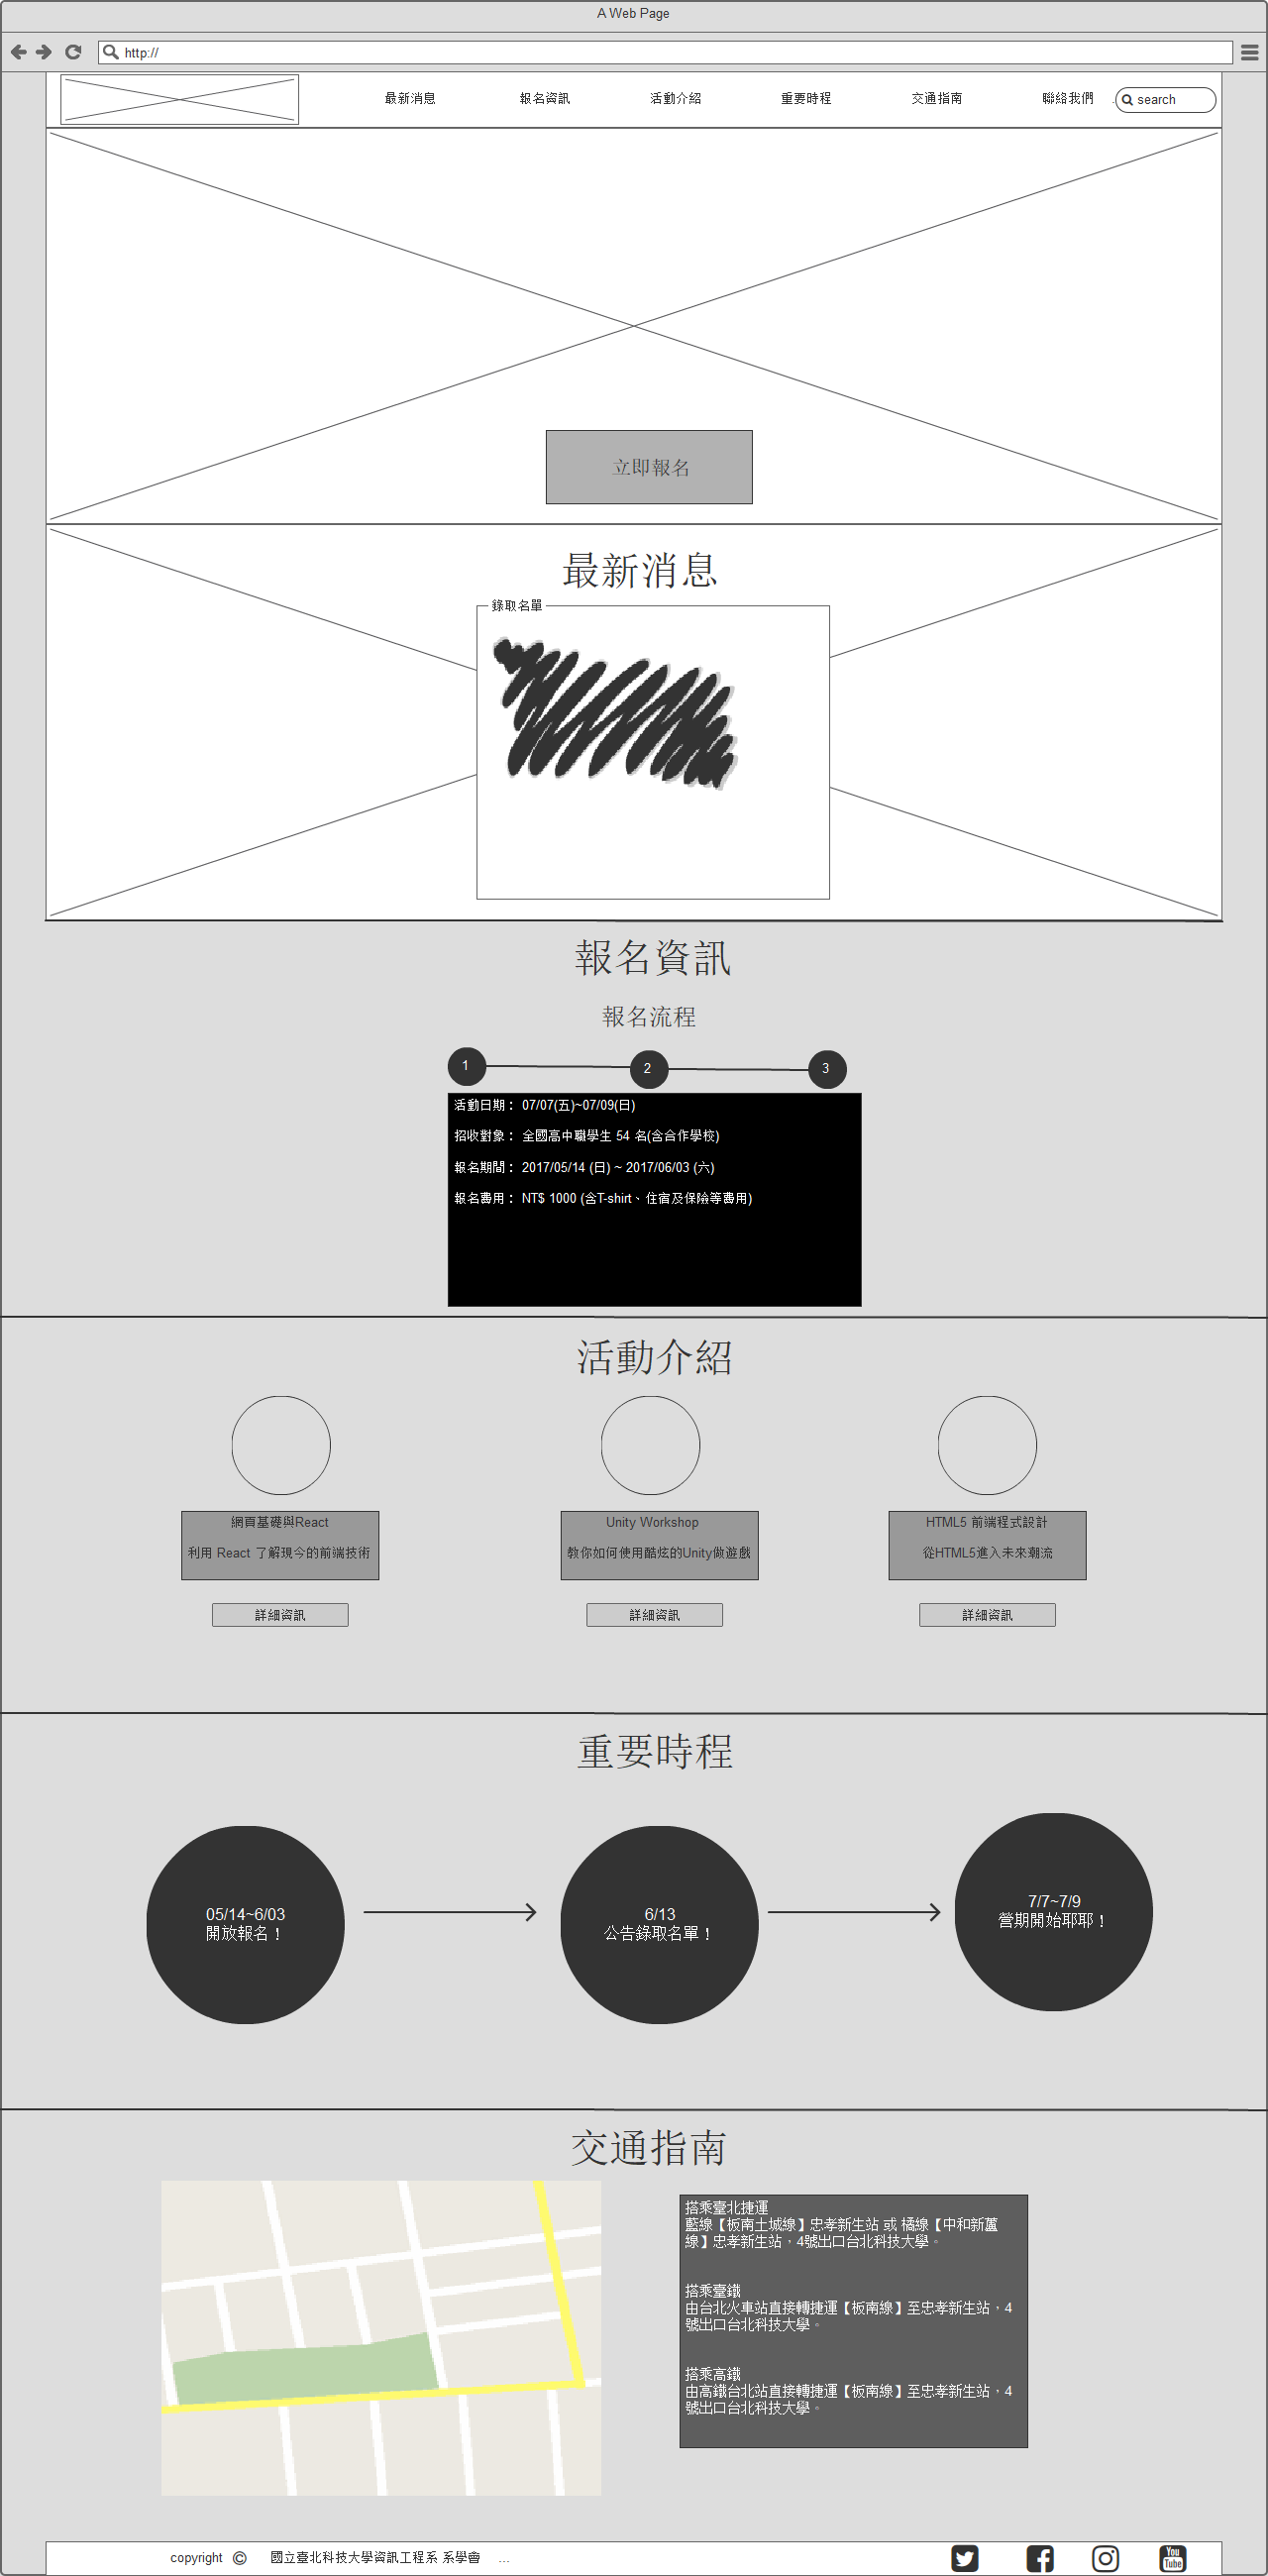 A Web Page
http://
最新消息 報名資訊 活動介紹 重要時程 交通指南 聯絡我們 search
立即報名
最新消息
錄取名單
報名資訊
報名流程
1 2 3
活動日期： 07/07(五)~07/09(日)
招收對象： 全國高中職學生 54 名(含合作學校)
報名期間： 2017/05/14 (日) ~ 2017/06/03 (六)
報名費用： NT$ 1000 (含T-shirt、住宿及保險等費用)
活動介紹
網頁基礎與React
利用 React 了解現今的前端技術
詳細資訊
Unity Workshop
教你如何使用酷炫的Unity做遊戲
詳細資訊
HTML5 前端程式設計
從HTML5進入未來潮流
詳細資訊
重要時程
05/14~6/03
開放報名！
6/13
公告錄取名單！
7/7~7/9
營期開始耶耶！
交通指南
搭乘臺北捷運
藍線【板南土城線】忠孝新生站 或 橘線【中和新蘆
線】忠孝新生站，4號出口台北科技大學。
搭乘臺鐵
由台北火車站直接轉捷運【板南線】至忠孝新生站，4
號出口台北科技大學。
搭乘高鐵
由高鐵台北站直接轉捷運【板南線】至忠孝新生站，4
號出口台北科技大學。
copyright © 國立臺北科技大學資訊工程系 系學會 ...
You Tube